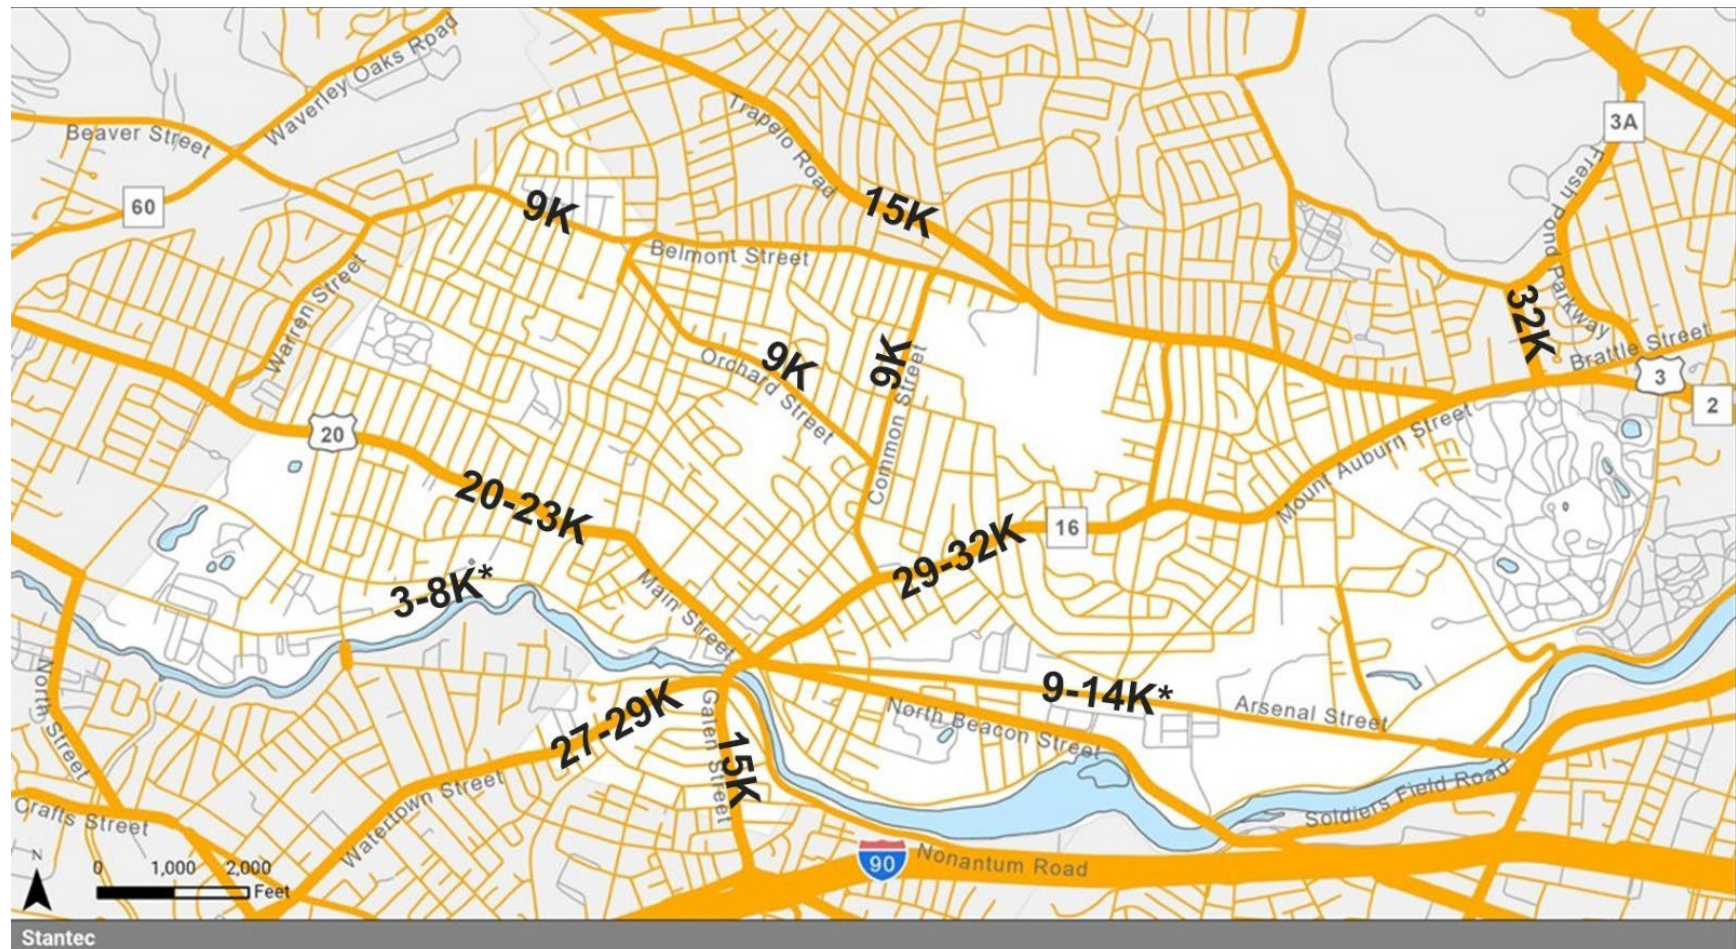 Waverley Oaks Road
Beaver Street
3A
Trapelo Road
Fresh Pond Parkway
60
9K
15K
Belmont Street
Warren Street
32K
9K
9K
Orchard Street
Common Street
Brattle Street
3
2
20
Mount Auburn Street
20-23K
16
29-32K
3-8K*
Main Street
North Street
9-14K*
Arsenal Street
27-29K
Galen Street
15K
North Beacon Street
Watertown Street
Crafts Street
Soldiers Field Road
90
Nonantum Road
N
0 1,000 2,000
Feet
Stantec